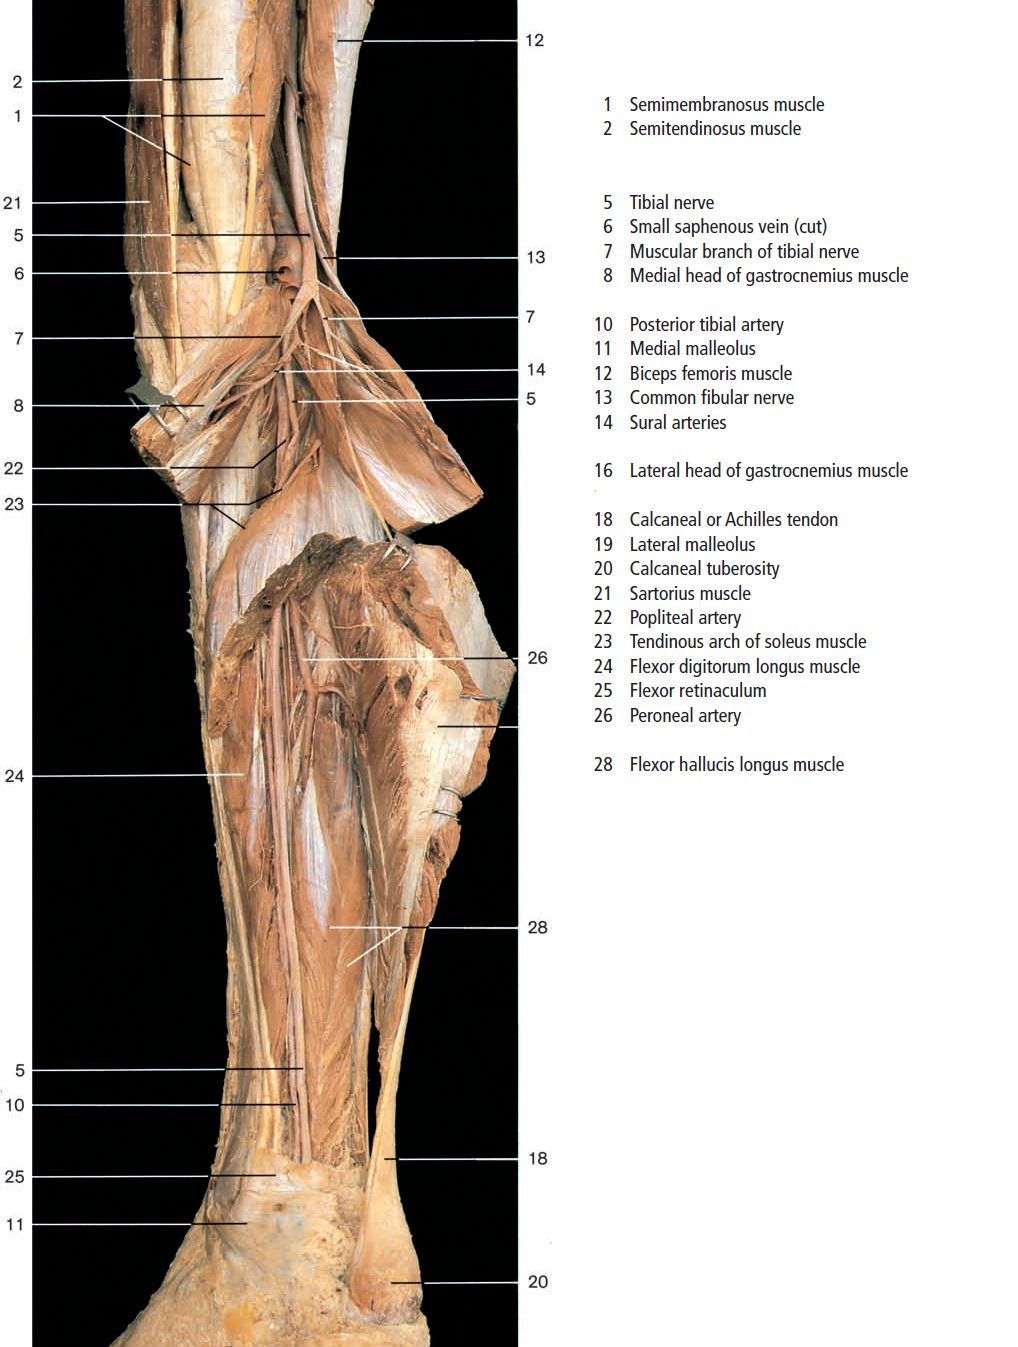 12
2
1
21
5
6
13
7
7
14
8
5
22
23
26
24
28
5
10
18
25
11
20
1 Semimembranosus muscle
2 Semitendinosus muscle
5 Tibial nerve
6 Small saphenous vein (cut)
7 Muscular branch of tibial nerve
8 Medial head of gastrocnemius muscle
10 Posterior tibial artery
11 Medial malleolus
12 Biceps femoris muscle
13 Common fibular nerve
14 Sural arteries
16 Lateral head of gastrocnemius muscle
18 Calcaneal or Achilles tendon
19 Lateral malleolus
20 Calcaneal tuberosity
21 Sartorius muscle
22 Popliteal artery
23 Tendinous arch of soleus muscle
24 Flexor digitorum longus muscle
25 Flexor retinaculum
26 Peroneal artery
28 Flexor hallucis longus muscle